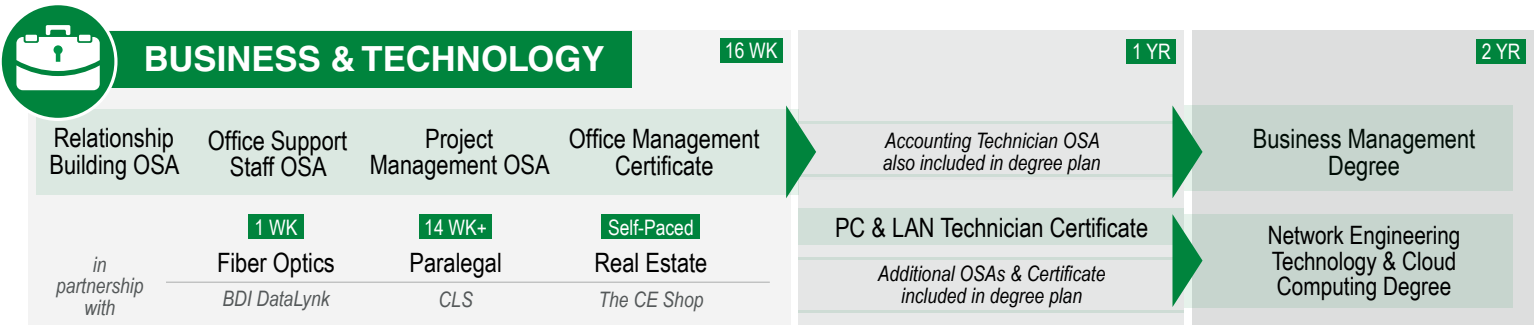 BUSINESS & TECHNOLOGY
16 WK
1 YR
2 YR
Relationship
Building OSA
Office Support
Staff OSA
Project
Management OSA
Office Management
Certificate
Accounting Technician OSA
also included in degree plan
Business Management
Degree
in
partnership
with
1 WK
Fiber Optics
BDI DataLynk
14 WK+
Paralegal
CLS
Self-Paced
Real Estate
The CE Shop
PC & LAN Technician Certificate
Additional OSAs & Certificate
included in degree plan
Network Engineering
Technology & Cloud
Computing Degree